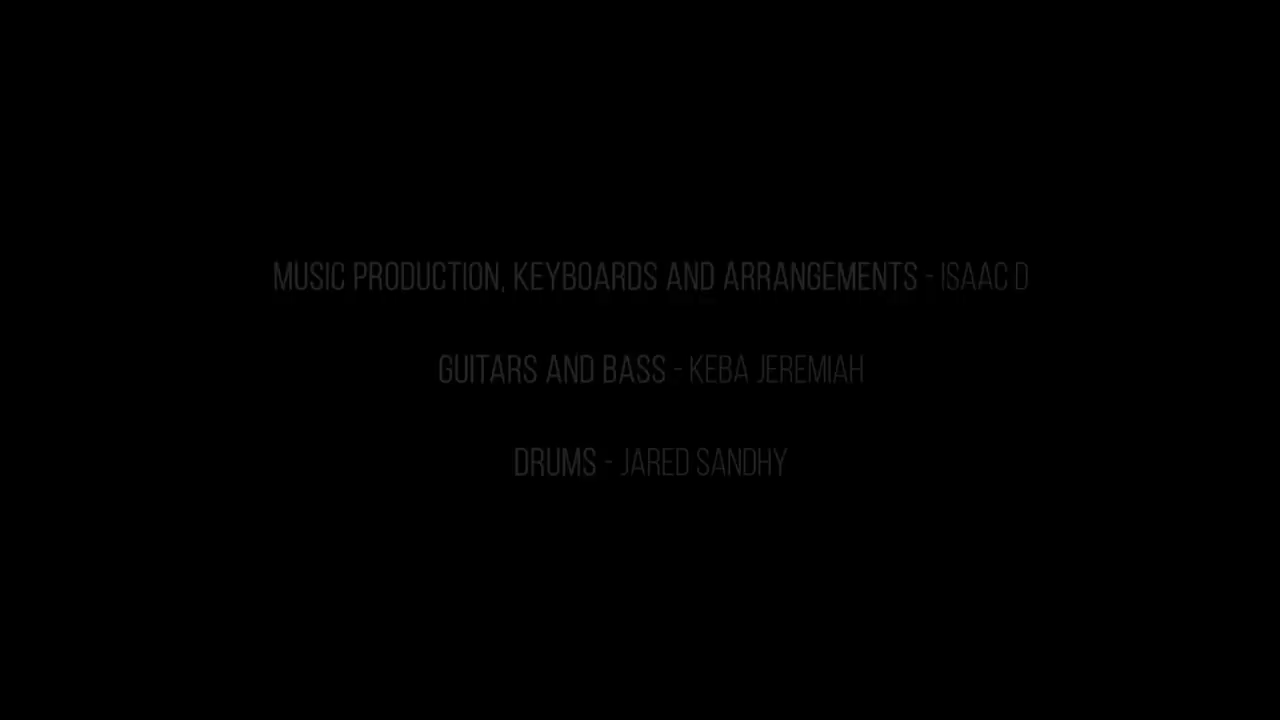 MUSIC PRODUCTION, KEYBOARDS AND ARRANGEMENTS - ISAAC D
GUITARS AND BASS - KEBA JEREMIAH
DRUMS - JARED SANDHY